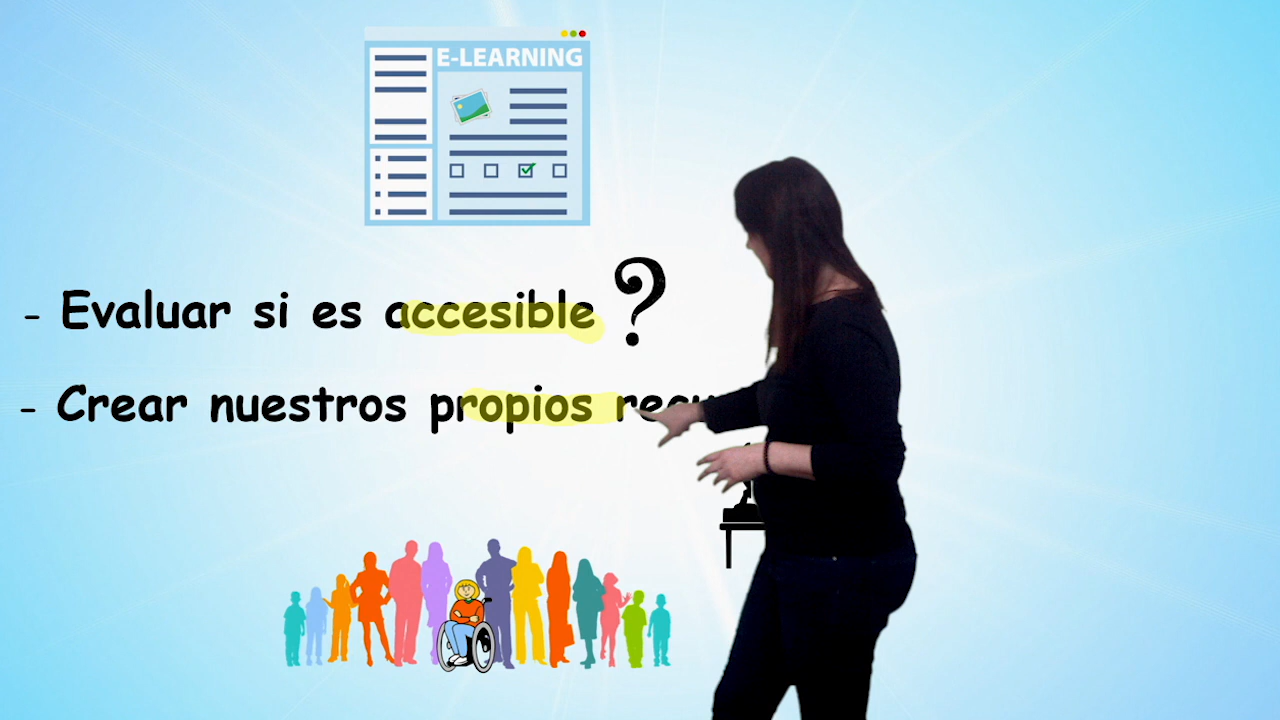 E-LEARNING
- Evaluar si es accesible ?
- Crear nuestros propios